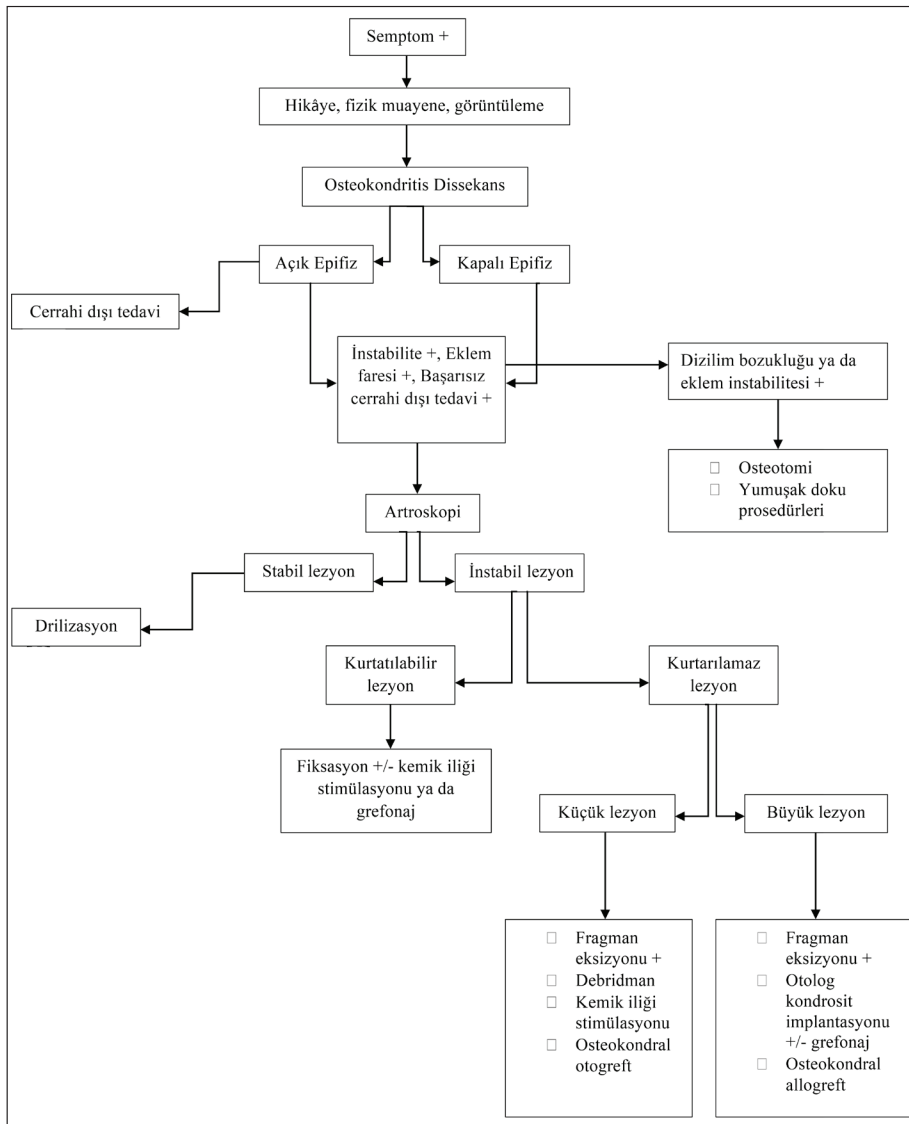 Semptom +
Hikâye, fizik muayene, görüntüleme
Osteokondritis Dissekans
Açık Epifiz
Kapalı Epifiz
Cerrahi dışı tedavi
İnstabilite +, Eklem
faresi +, Başarısız
cerrahi dışı tedavi +
Dizilim bozukluğu ya da
eklem instabilitesi +
Osteotomi
Yumuşak doku
prosedürleri
Artroskopi
Stabil lezyon
İnstabil lezyon
Drilizasyon
Kurtatılabilir
lezyon
Kurtarılamaz
lezyon
Fiksasyon +/- kemik iliği
stimülasyonu ya da
grefonaj
Küçük lezyon
Büyük lezyon
Fragman
eksizyonu +
Debridman
Kemik iliği
stimülasyonu
Osteokondral
otogreft
Fragman
eksizyonu +
Otolog
kondrosit
implantasyonu
+/- grefonaj
Osteokondral
allogreft